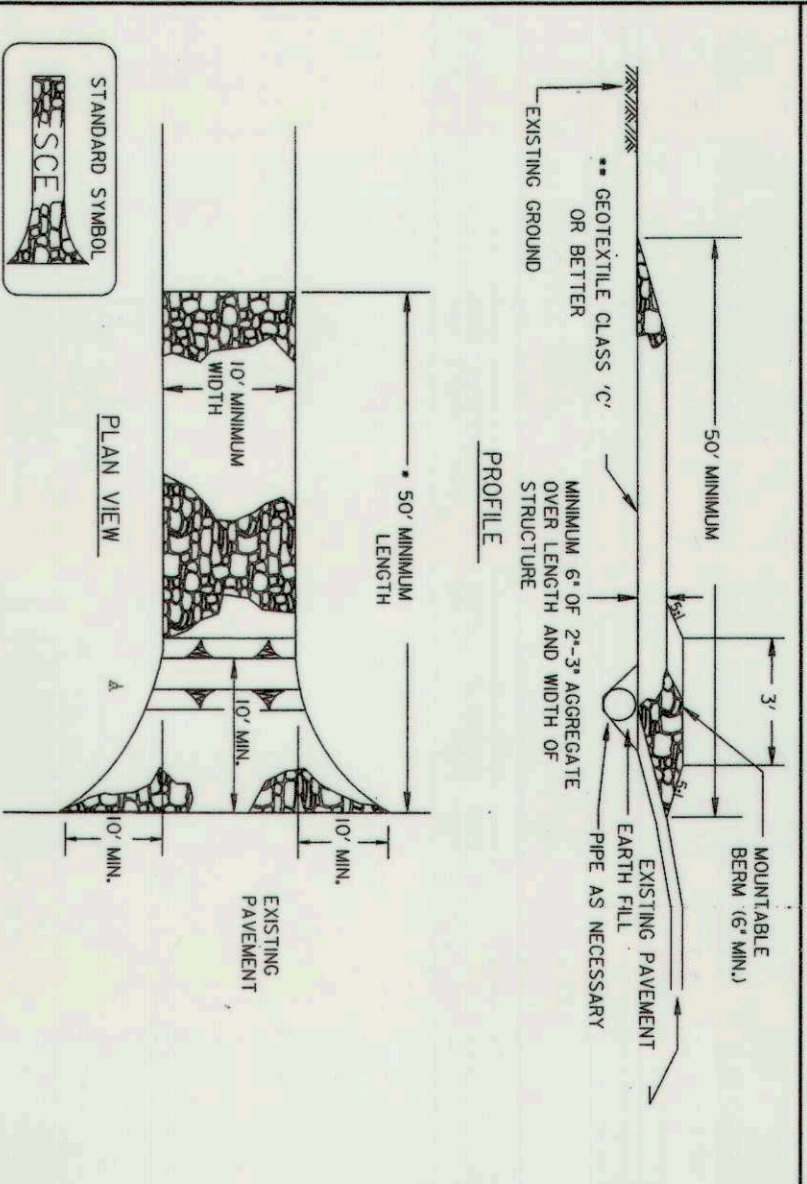 50' MINIMUM
3'
MOUNTABLE
BERM (6" MIN.)
5:1
5:1
** GEOTEXTILE CLASS 'C'
OR BETTER
EXISTING GROUND
MINIMUM 6" OF 2"-3" AGGREGATE
OVER LENGTH AND WIDTH OF
STRUCTURE
EXISTING PAVEMENT
EARTH FILL
PIPE AS NECESSARY
PROFILE
* 50' MINIMUM
LENGTH
10' MINIMUM
WIDTH
10' MIN.
10' MIN.
10' MIN.
EXISTING
PAVEMENT
PLAN VIEW
STANDARD SYMBOL
SCE